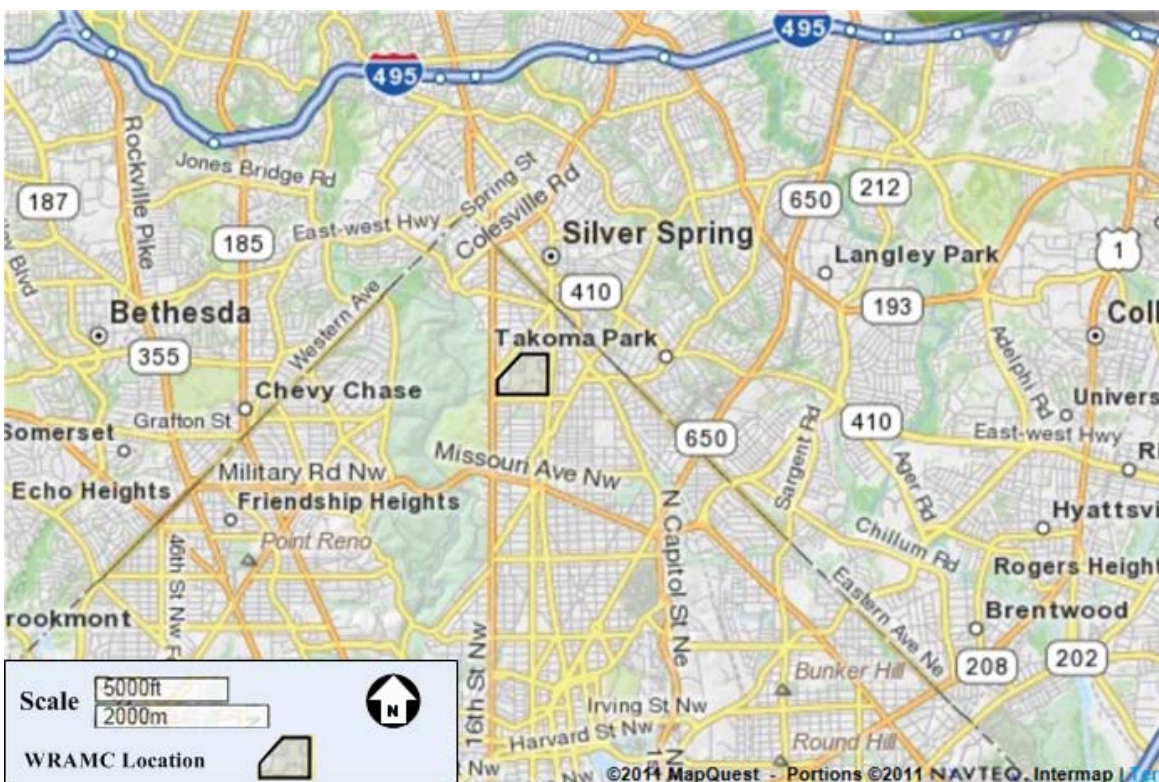 495
495
Rockville Pike
Jones Bridge Rd
Spring St
Colesville Rd
650
212
187
185
East-west Hwy
Silver Spring
Langley Park
1
Blvd
Bethesda
Western Ave
410
193
Coll
355
Takoma Park
Adelphi Rd
Chevy Chase
Univers
Grafton St
410
East-west Hwy
Somerset
650
Sargent Rd
Military Rd Nw
Missouri Ave Nw
Ager Rd
Echo Heights
Friendship Heights
N Capitol St Ne
Chillum Rd
Hyattsvi
Point Reno
46th St Nw
Rogers Height
rookmont
Eastern Ave Ne
Brentwood
16th St Nw
Bunker Hill
208
202
Scale
5000ft
2000m
N
Irving St Nw
Harvard St Nw
Round Hill
WRAMC Location
©2011 MapQuest - Portions ©2011 NAVTEQ, Intermap |